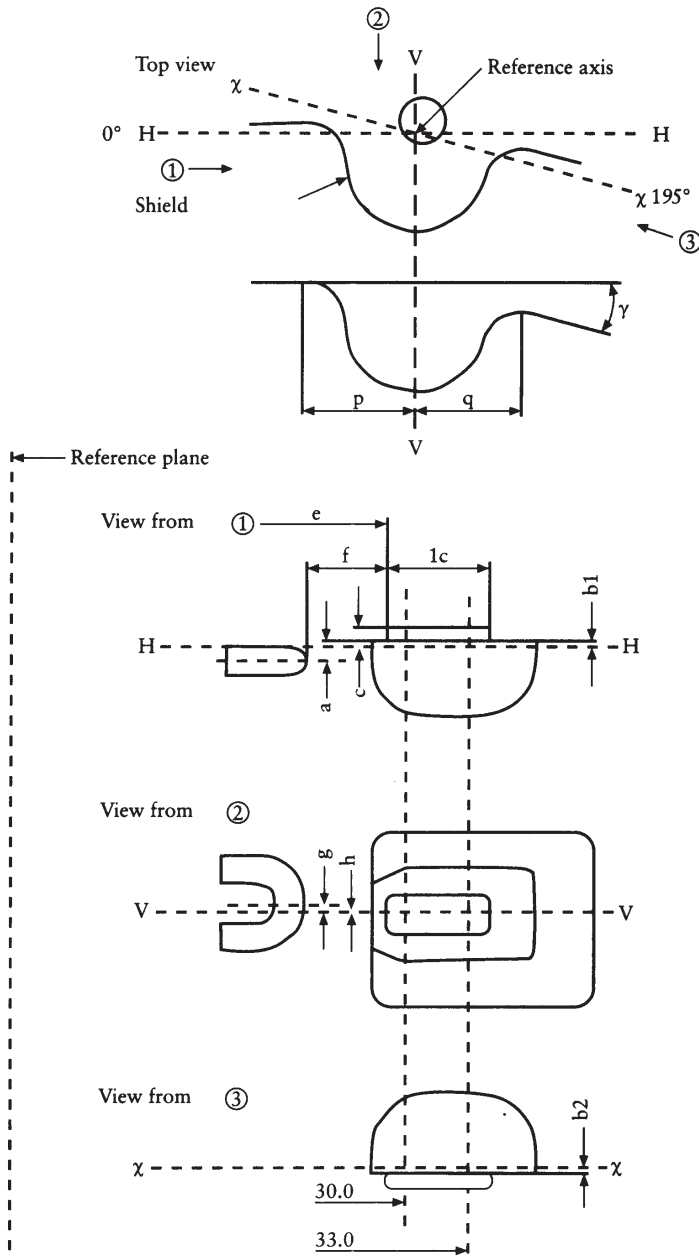 ②
V
Top view
Reference axis
χ
0° H
H
①
χ 195°
Shield
③
γ
p
q
V
Reference plane
View from ①
e
f
1c
b1
H
H
a
c
View from ②
g
h
V
V
View from ③
b2
χ
χ
30.0
33.0